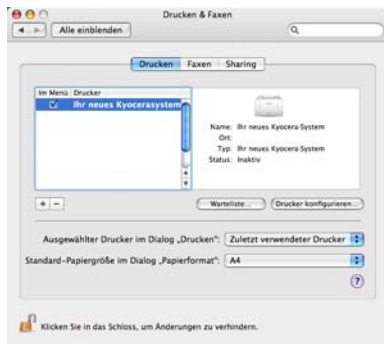 Drucken & Faxen
Alle einblenden
Drucken Faxen Sharing
Im Menü Drucker
Ihr neues Kyocerasystem
Name: Ihr neues Kyocera-System
Ort:
Typ: Ihr neues Kyocera-System
Status: Inaktiv
+ −
Warteliste... Drucker konfigurieren...
Ausgewählter Drucker im Dialog „Drucken“: Zuletzt verwendeter Drucker
Standard-Papiergröße im Dialog „Papierformat“: A4
?
Klicken Sie in das Schloss, um Änderungen zu verhindern.